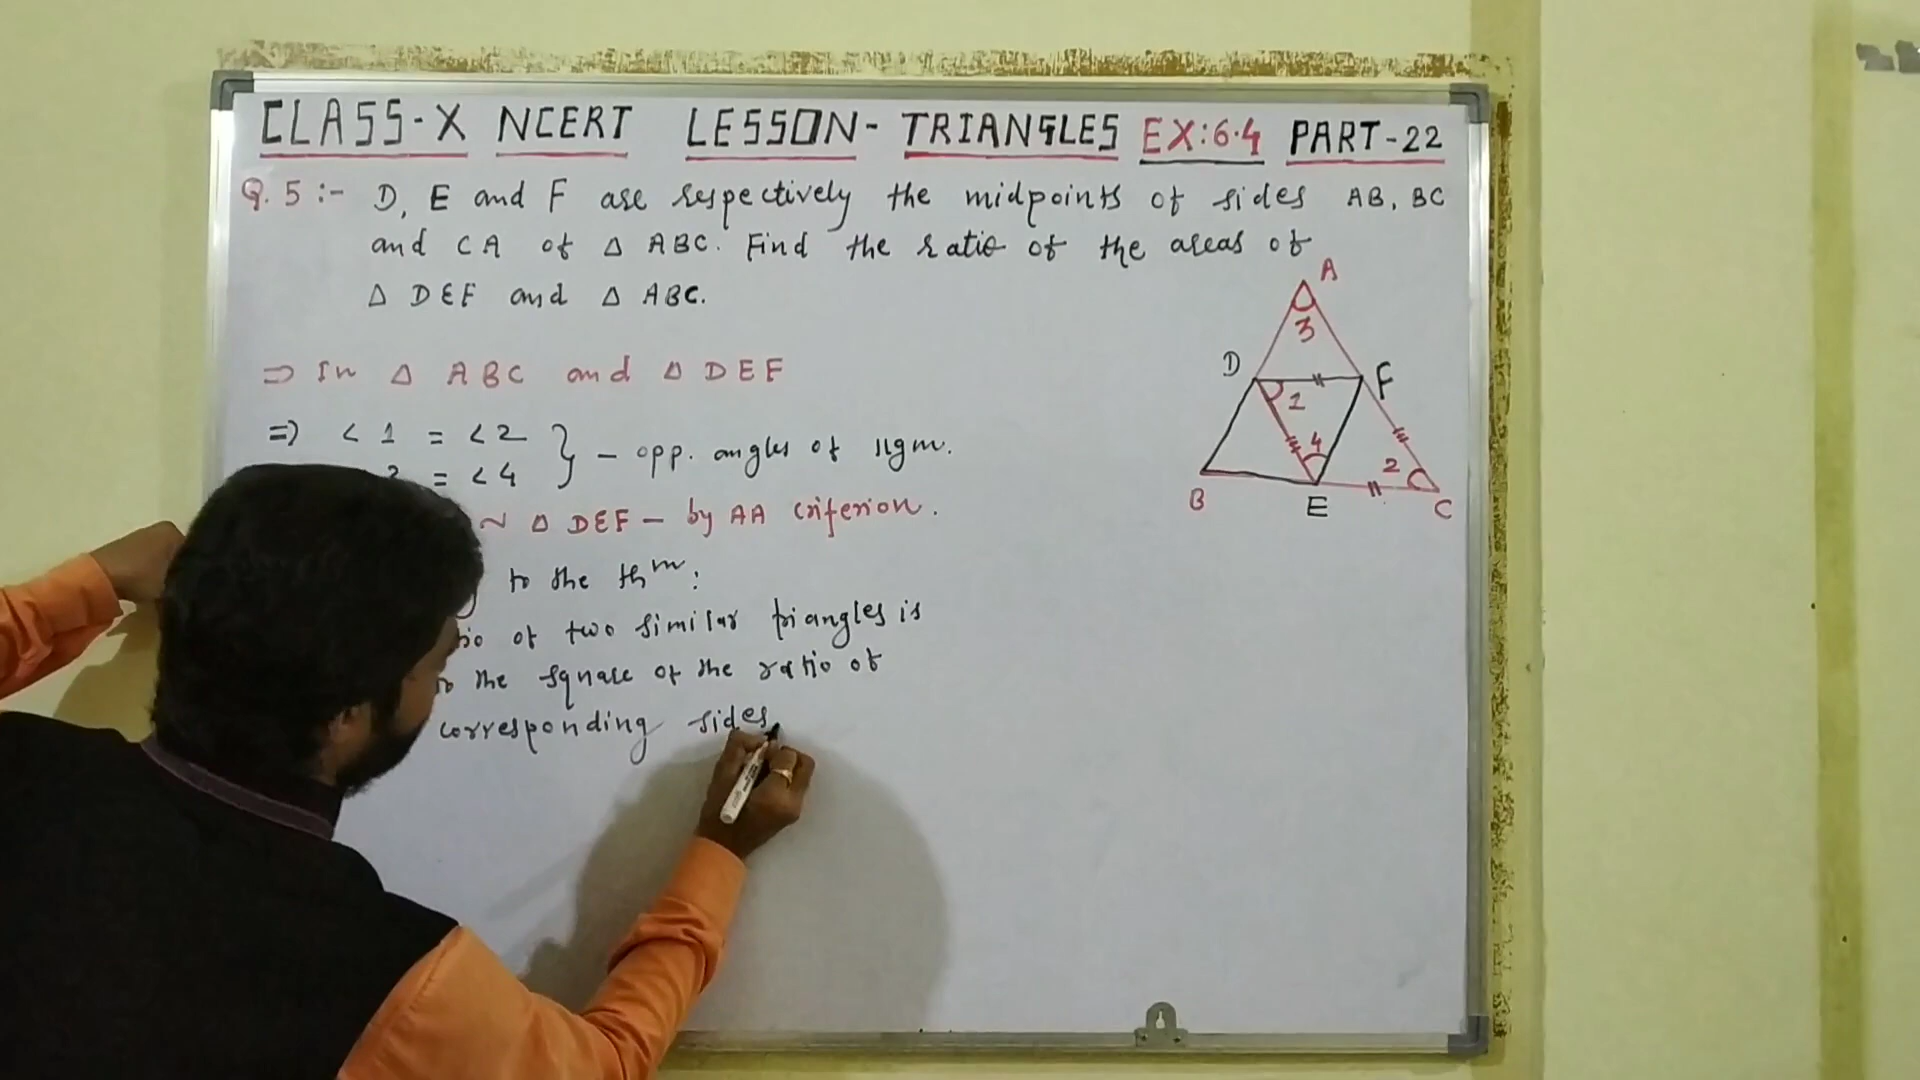 CLASS-X NCERT LESSON- TRIANGLES EX:6.4 PART-22
Q.5:- D, E and F are respectively the midpoints of sides AB, BC
and CA of Δ ABC. Find the ratio of the areas of
Δ DEF and Δ ABC.
⇒ In Δ ABC and Δ DEF
⇒ < 1 = < 2 } - opp. angles of llgm.
3 = < 4
~ Δ DEF - by AA criterion.
to the thm:
of two similar triangles is
the square of the ratio of
corresponding sides.
A
3
D
F
1
4
2
B
E
C